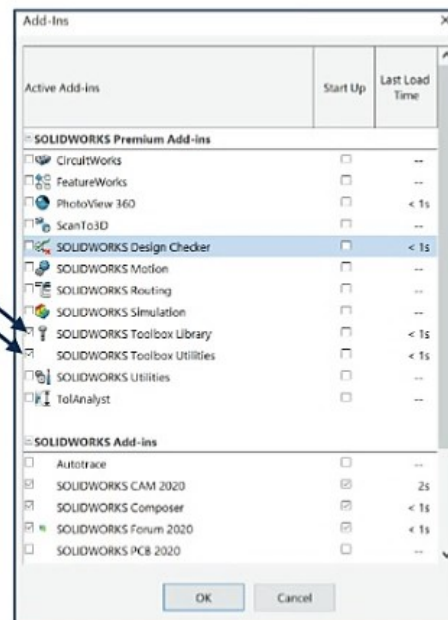 Add-Ins
Active Add-ins Start Up Last Load Time
SOLIDWORKS Premium Add-ins
CircuitWorks --
FeatureWorks --
PhotoView 360 < 1s
ScanTo3D --
SOLIDWORKS Design Checker < 1s
SOLIDWORKS Motion --
SOLIDWORKS Routing --
SOLIDWORKS Simulation --
SOLIDWORKS Toolbox Library < 1s
SOLIDWORKS Toolbox Utilities < 1s
SOLIDWORKS Utilities --
TolAnalyst --
SOLIDWORKS Add-ins
Autotrace --
SOLIDWORKS CAM 2020 2s
SOLIDWORKS Composer < 1s
SOLIDWORKS Forum 2020 < 1s
SOLIDWORKS PCB 2020 --
OK Cancel